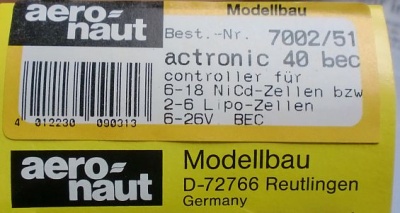 aero-
naut
Modellbau
Best.-Nr. 7002/51
actronic 40 bec
controller für
6-18 NiCd-Zellen bzw
2-6 Lipo-Zellen
6-26V BEC
4 012230 090313
aero-
naut
Modellbau
D-72766 Reutlingen
Germany